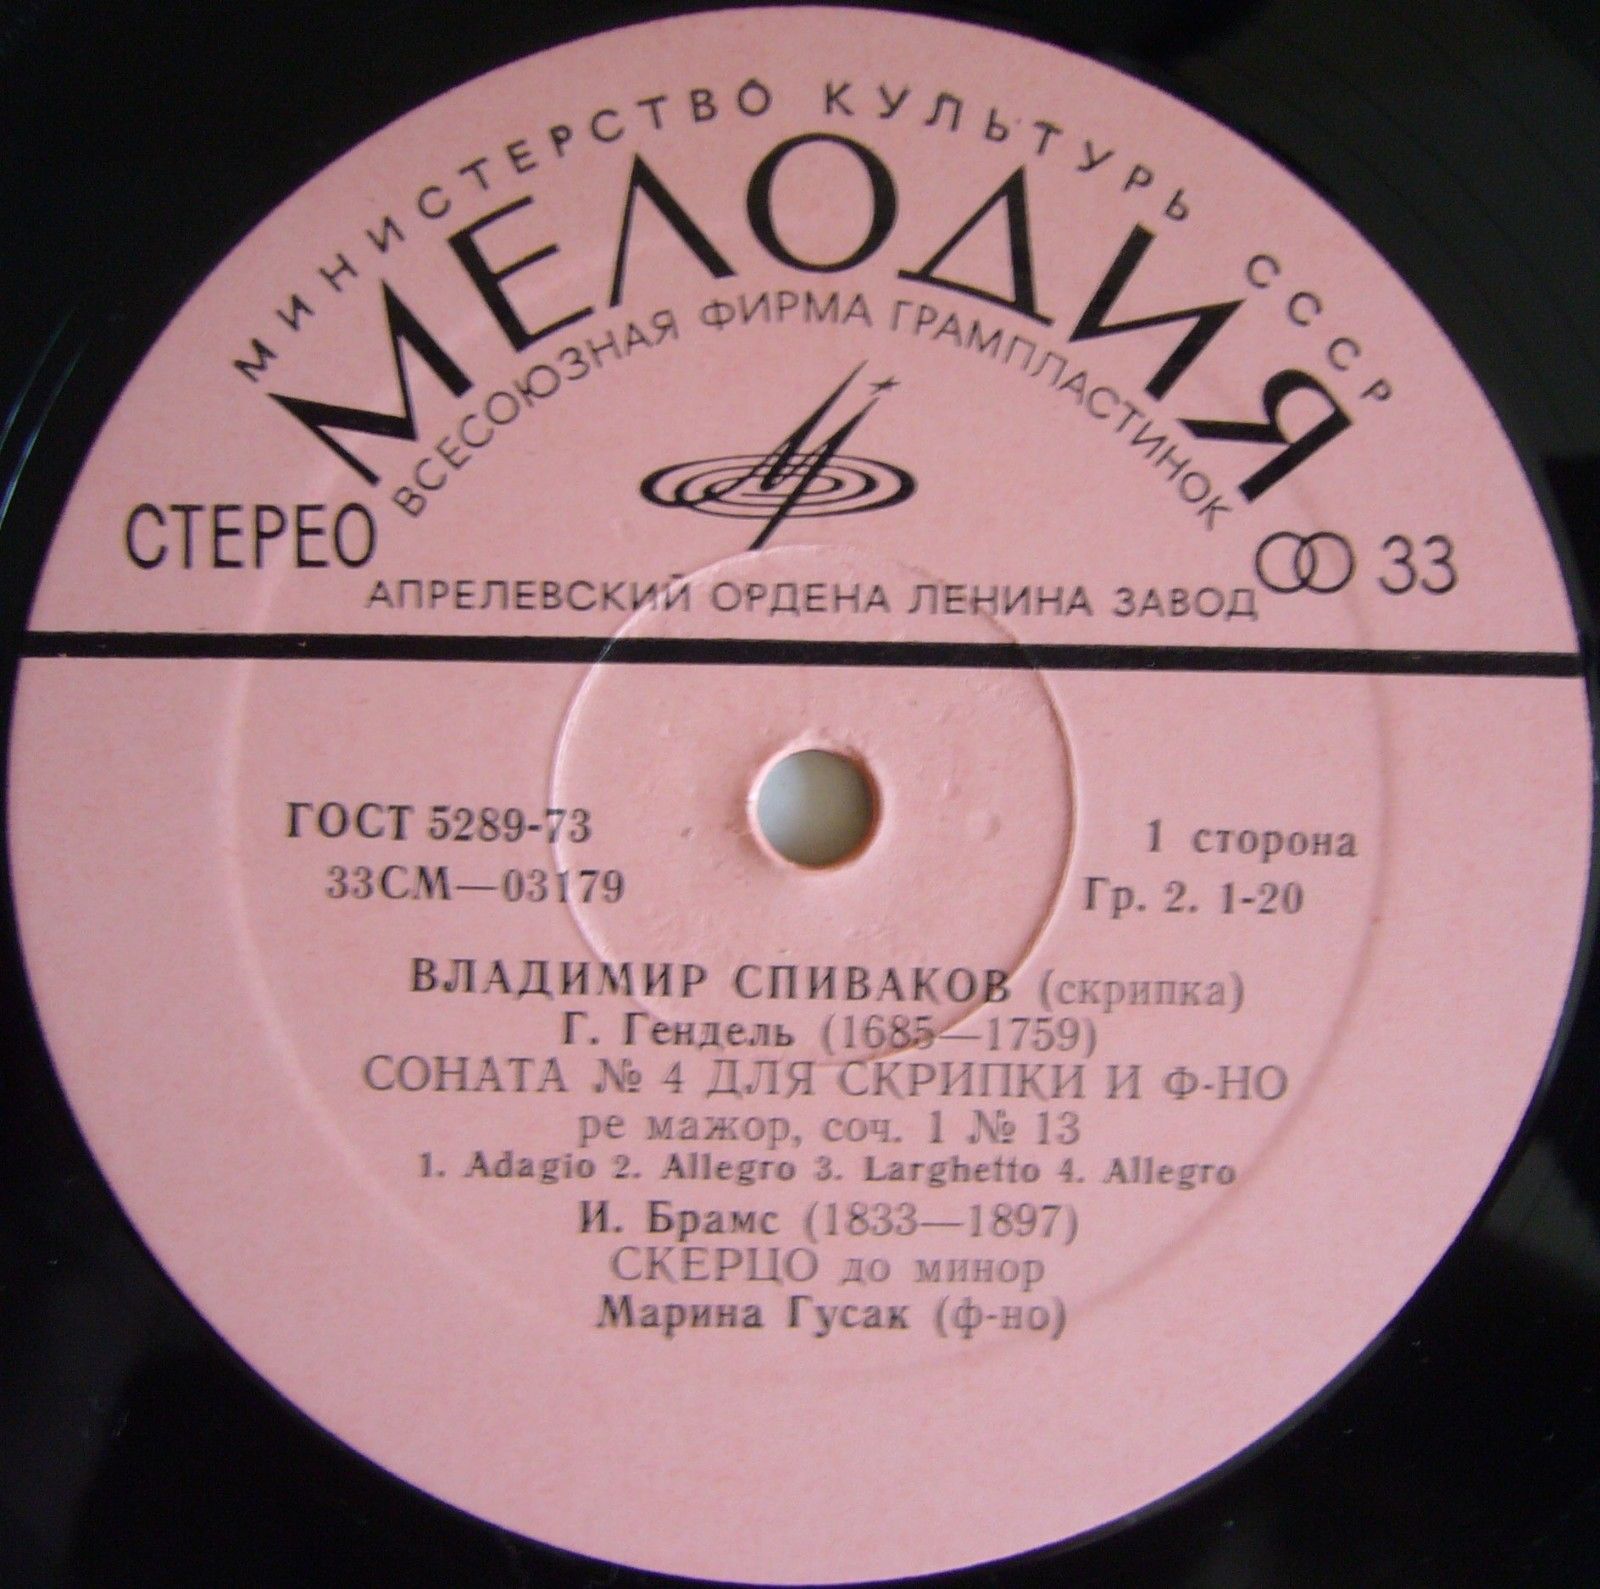 МИНИСТЕРСТВО КУЛЬТУРЫ СССР
МЕЛОДИЯ
ВСЕСОЮЗНАЯ ФИРМА ГРАМПЛАСТИНОК
СТЕРЕО
33
АПРЕЛЕВСКИЙ ОРДЕНА ЛЕНИНА ЗАВОД
ГОСТ 5289-73
1 сторона
33СМ—03179
Гр. 2. 1-20
ВЛАДИМИР СПИВАКОВ (скрипка)
Г. Гендель (1685—1759)
СОНАТА № 4 ДЛЯ СКРИПКИ И Ф-НО
ре мажор, соч. 1 № 13
1. Adagio 2. Allegro 3. Larghetto 4. Allegro
И. Брамс (1833—1897)
СКЕРЦО до минор
Марина Гусак (ф-но)